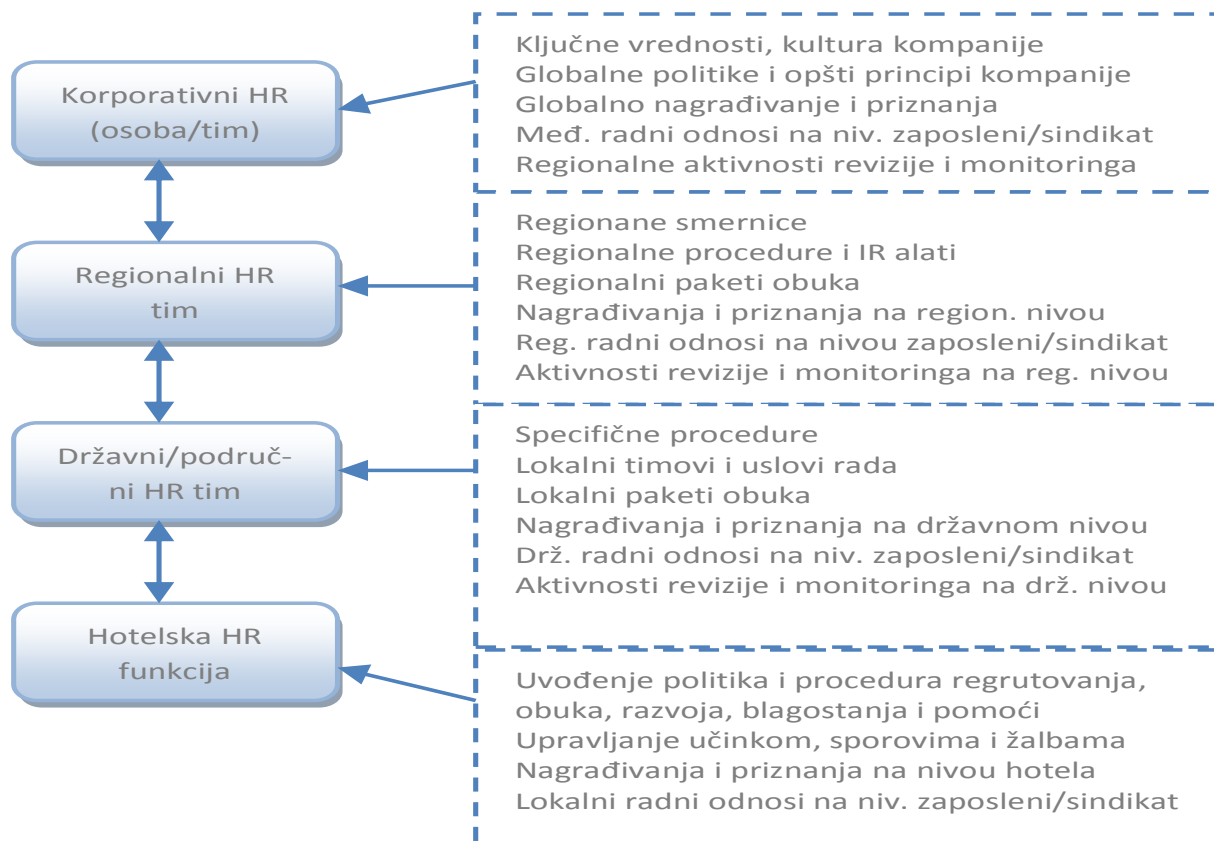 Korporativni HR
(osoba/tim)
Ključne vrednosti, kultura kompanije
Globalne politike i opšti principi kompanije
Globalno nagrađivanje i priznanja
Međ. radni odnosi na niv. zaposleni/sindikat
Regionalne aktivnosti revizije i monitoringa
Regionalni HR
tim
Regionane smernice
Regionalne procedure i IR alati
Regionalni paketi obuka
Nagrađivanja i priznanja na region. nivou
Reg. radni odnosi na nivou zaposleni/sindikat
Aktivnosti revizije i monitoringa na reg. nivou
Državni/područ-
ni HR tim
Specifične procedure
Lokalni timovi i uslovi rada
Lokalni paketi obuka
Nagrađivanja i priznanja na državnom nivou
Drž. radni odnosi na niv. zaposleni/sindikat
Aktivnosti revizije i monitoringa na drž. nivou
Hotelska HR
funkcija
Uvođenje politika i procedura regrutovanja,
obuka, razvoja, blagostanja i pomoći
Upravljanje učinkom, sporovima i žalbama
Nagrađivanja i priznanja na nivou hotela
Lokalni radni odnosi na niv. zaposleni/sindikat